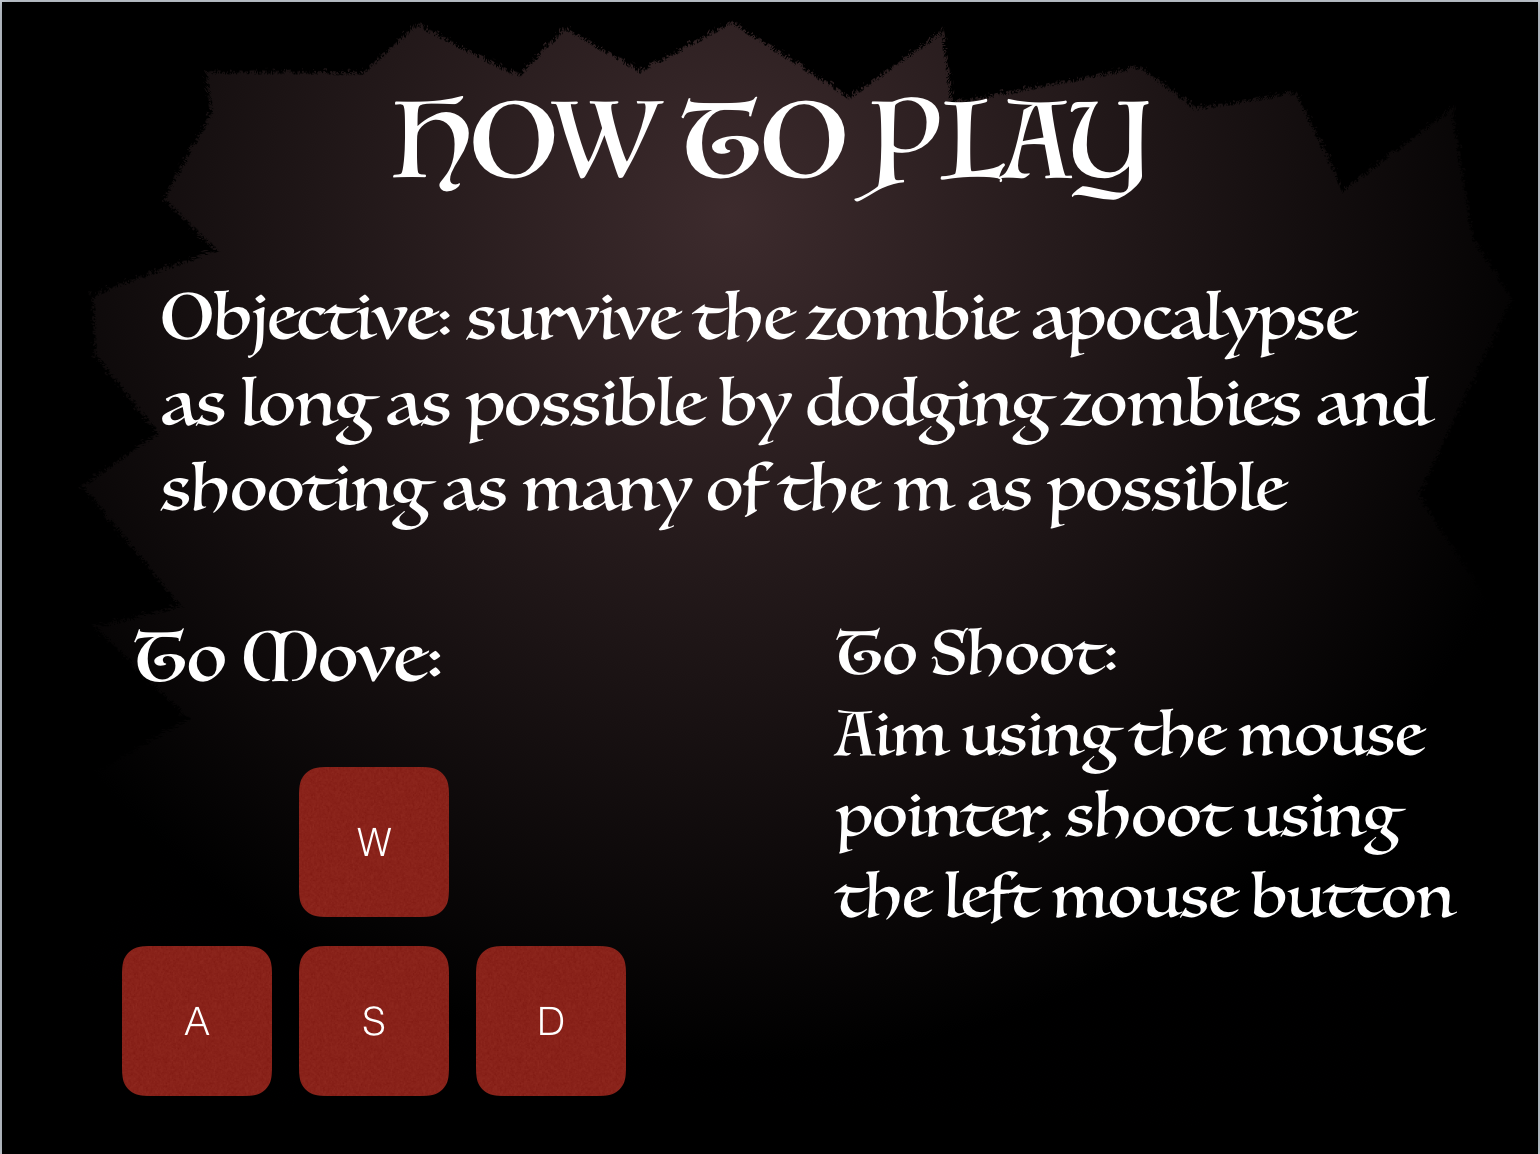 HOW TO PLAY
Objective: survive the zombie apocalypse
as long as possible by dodging zombies and
shooting as many of the m as possible
To Move:
W
A S D
To Shoot:
Aim using the mouse
pointer, shoot using
the left mouse button